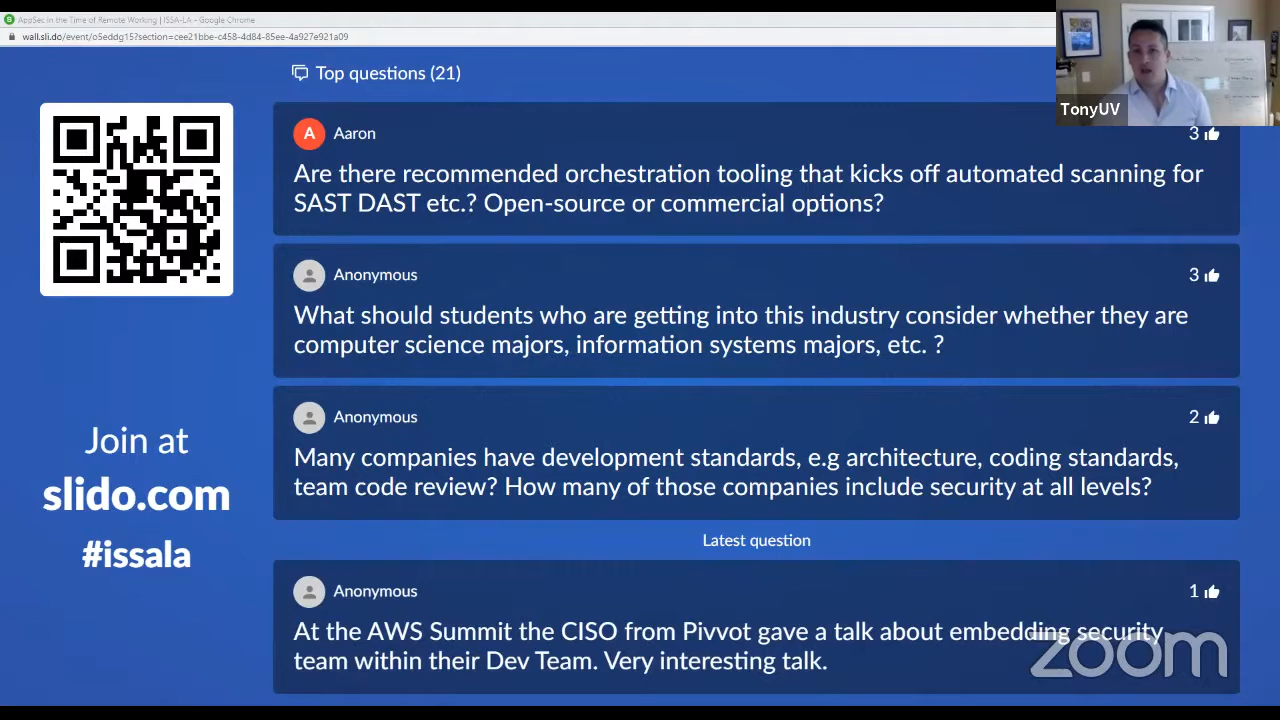 AppSec in the Time of Remote Working | ISSA-LA - Google Chrome
wall.sli.do/event/o5eddg15?section=cee21bbe-c458-4d84-85ee-4a927e921a09
Top questions (21)
TonyUV
A Aaron 3
Are there recommended orchestration tooling that kicks off automated scanning for
SAST DAST etc.? Open-source or commercial options?
Anonymous 3
What should students who are getting into this industry consider whether they are
computer science majors, information systems majors, etc. ?
Anonymous 2
Many companies have development standards, e.g architecture, coding standards,
team code review? How many of those companies include security at all levels?
Join at
slido.com
#issala
Latest question
Anonymous 1
At the AWS Summit the CISO from Pivvot gave a talk about embedding security
team within their Dev Team. Very interesting talk.
zoom